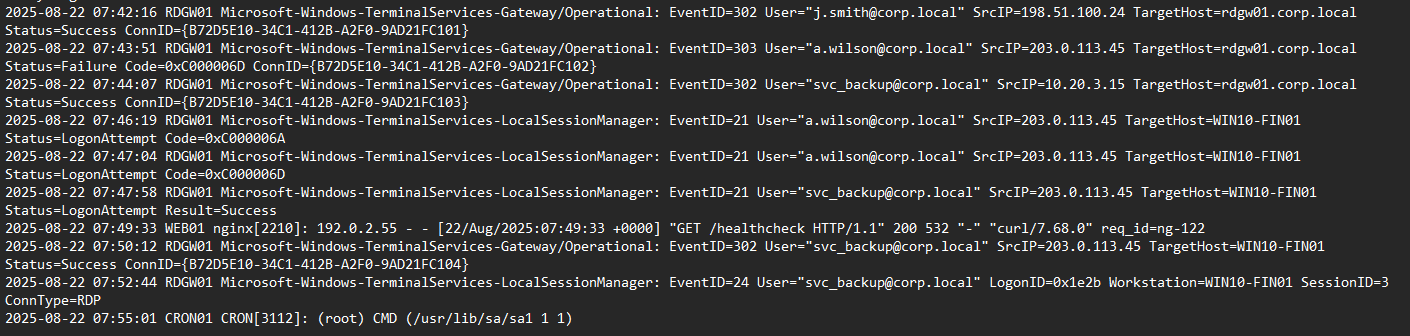 2025-08-22 07:42:16 RDGW01 Microsoft-Windows-TerminalServices-Gateway/Operational: EventID=302 User="j.smith@corp.local" SrcIP=198.51.100.24 TargetHost=rdgw01.corp.local
Status=Success ConnID={B72D5E10-34C1-412B-A2F0-9AD21FC101}
2025-08-22 07:43:51 RDGW01 Microsoft-Windows-TerminalServices-Gateway/Operational: EventID=303 User="a.wilson@corp.local" SrcIP=203.0.113.45 TargetHost=rdgw01.corp.local
Status=Failure Code=0xC000006D ConnID={B72D5E10-34C1-412B-A2F0-9AD21FC102}
2025-08-22 07:44:07 RDGW01 Microsoft-Windows-TerminalServices-Gateway/Operational: EventID=302 User="svc_backup@corp.local" SrcIP=10.20.3.15 TargetHost=rdgw01.corp.local
Status=Success ConnID={B72D5E10-34C1-412B-A2F0-9AD21FC103}
2025-08-22 07:46:19 RDGW01 Microsoft-Windows-TerminalServices-LocalSessionManager: EventID=21 User="a.wilson@corp.local" SrcIP=203.0.113.45 TargetHost=WIN10-FIN01
Status=LogonAttempt Code=0xC000006A
2025-08-22 07:47:04 RDGW01 Microsoft-Windows-TerminalServices-LocalSessionManager: EventID=21 User="a.wilson@corp.local" SrcIP=203.0.113.45 TargetHost=WIN10-FIN01
Status=LogonAttempt Code=0xC000006D
2025-08-22 07:47:58 RDGW01 Microsoft-Windows-TerminalServices-LocalSessionManager: EventID=21 User="svc_backup@corp.local" SrcIP=203.0.113.45 TargetHost=WIN10-FIN01
Status=LogonAttempt Result=Success
2025-08-22 07:49:33 WEB01 nginx[2210]: 192.0.2.55 - - [22/Aug/2025:07:49:33 +0000] "GET /healthcheck HTTP/1.1" 200 532 "-" "curl/7.68.0" req_id=ng-122
2025-08-22 07:50:12 RDGW01 Microsoft-Windows-TerminalServices-Gateway/Operational: EventID=302 User="svc_backup@corp.local" SrcIP=203.0.113.45 TargetHost=WIN10-FIN01
Status=Success ConnID={B72D5E10-34C1-412B-A2F0-9AD21FC104}
2025-08-22 07:52:44 RDGW01 Microsoft-Windows-TerminalServices-LocalSessionManager: EventID=24 User="svc_backup@corp.local" LogonID=0x1e2b Workstation=WIN10-FIN01 SessionID=3
ConnType=RDP
2025-08-22 07:55:01 CRON01 CRON[3112]: (root) CMD (/usr/lib/sa/sa1 1 1)